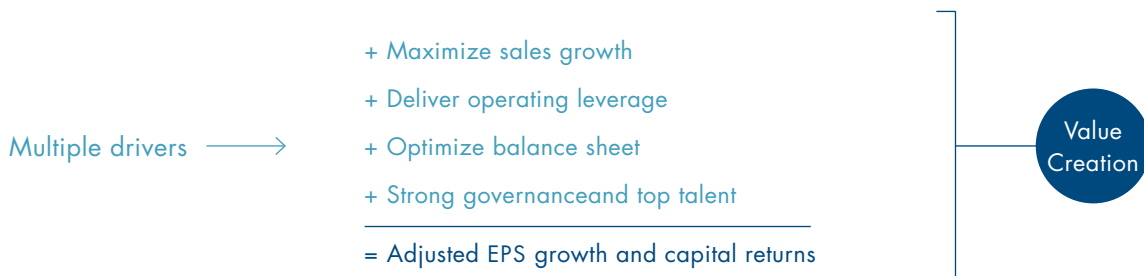 Multiple drivers
+ Maximize sales growth
+ Deliver operating leverage
+ Optimize balance sheet
+ Strong governanceand top talent
= Adjusted EPS growth and capital returns
Value
Creation